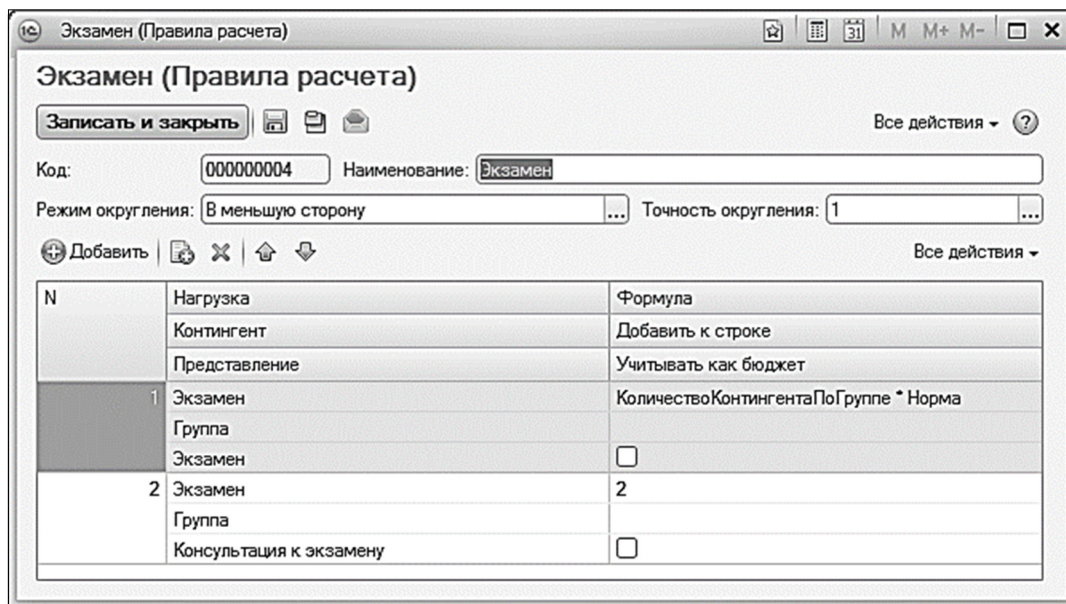 1С Экзамен (Правила расчета) 31 M M+ M-
Экзамен (Правила расчета)
Записать и закрыть Все действия ?
Код: 000000004 Наименование: Экзамен
Режим округления: В меньшую сторону ... Точность округления: 1 ...
Добавить Все действия
N Нагрузка Формула
Контингент Добавить к строке
Представление Учитывать как бюджет
1 Экзамен КоличествоКонтингентаПоГруппе * Норма
Группа
Экзамен
2 Экзамен 2
Группа
Консультация к экзамену